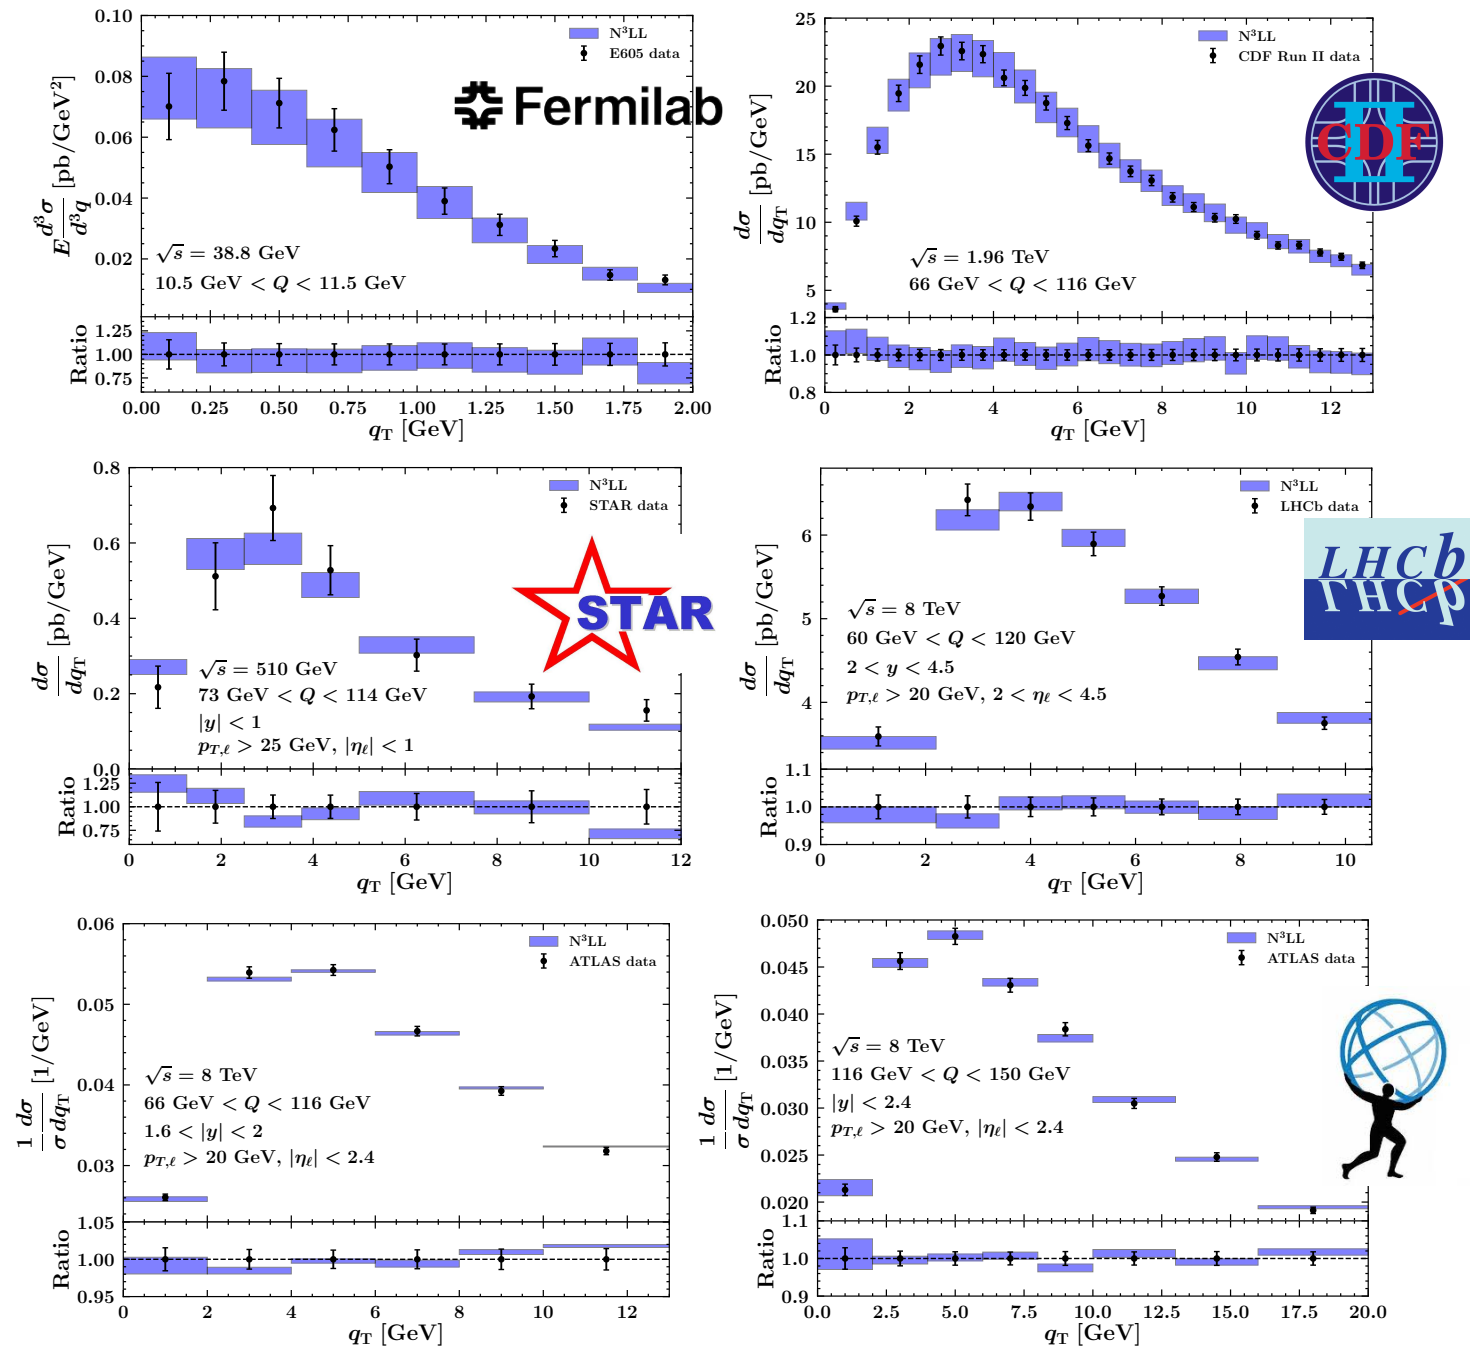 N³LL
E605 data
Fermilab
E d³σ/d³q [pb/GeV²]
0.10
0.08
0.06
0.04
0.02
√s = 38.8 GeV
10.5 GeV < Q < 11.5 GeV
Ratio
1.25
1.00
0.75
0.00 0.25 0.50 0.75 1.00 1.25 1.50 1.75 2.00
q_T [GeV]
N³LL
CDF Run II data
II
CDF
dσ/dq_T [pb/GeV]
25
20
15
10
5
√s = 1.96 TeV
66 GeV < Q < 116 GeV
Ratio
1.2
1.0
0.8
0 2 4 6 8 10 12
q_T [GeV]
N³LL
STAR data
STAR
dσ/dq_T [pb/GeV]
0.8
0.6
0.4
0.2
0.0
√s = 510 GeV
73 GeV < Q < 114 GeV
|y| < 1
p_T,ℓ > 25 GeV, |η_ℓ| < 1
Ratio
1.25
1.00
0.75
0 2 4 6 8 10 12
q_T [GeV]
N³LL
LHCb data
LHCb
LHCb
dσ/dq_T [pb/GeV]
6
5
4
√s = 8 TeV
60 GeV < Q < 120 GeV
2 < y < 4.5
p_T,ℓ > 20 GeV, 2 < η_ℓ < 4.5
Ratio
1.1
1.0
0.9
0 2 4 6 8 10
q_T [GeV]
N³LL
ATLAS data
1/σ dσ/dq_T [1/GeV]
0.06
0.05
0.04
0.03
√s = 8 TeV
66 GeV < Q < 116 GeV
1.6 < |y| < 2
p_T,ℓ > 20 GeV, |η_ℓ| < 2.4
Ratio
1.05
1.00
0.95
0 2 4 6 8 10 12
q_T [GeV]
N³LL
ATLAS data
1/σ dσ/dq_T [1/GeV]
0.050
0.045
0.040
0.035
0.030
0.025
0.020
√s = 8 TeV
116 GeV < Q < 150 GeV
|y| < 2.4
p_T,ℓ > 20 GeV, |η_ℓ| < 2.4
Ratio
1.1
1.0
0.9
0.0 2.5 5.0 7.5 10.0 12.5 15.0 17.5 20.0
q_T [GeV]